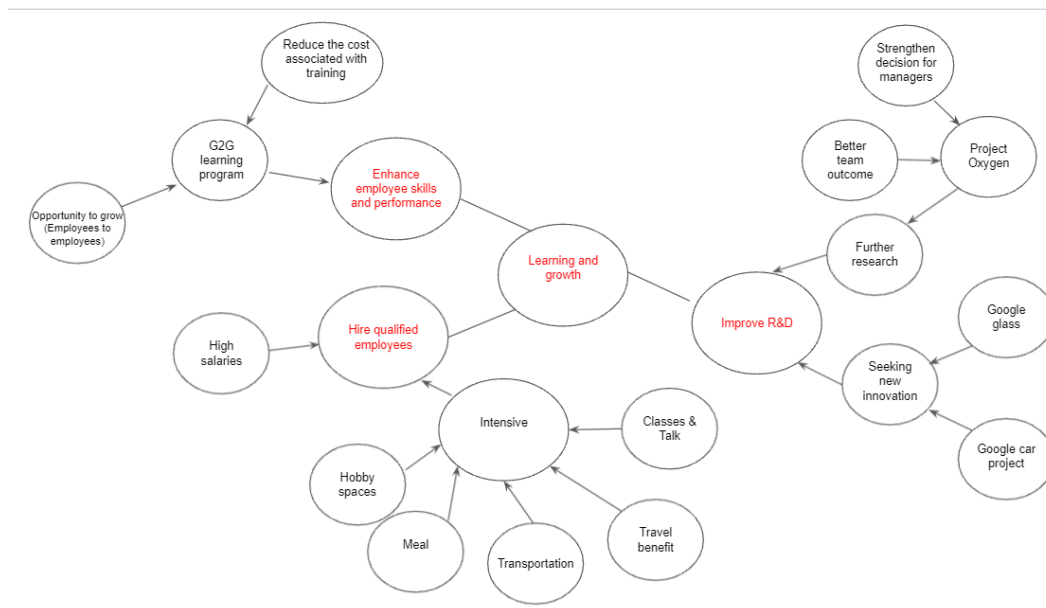 Reduce the cost
associated with
training
Strengthen
decision for
managers
G2G
learning
program
Better
team
outcome
Project
Oxygen
Enhance
employee skills
and performance
Opportunity to grow
(Employees to
employees)
Further
research
Learning and
growth
Google
glass
Improve R&D
Hire qualified
employees
High
salaries
Seeking
new
innovation
Intensive
Classes &
Talk
Google car
project
Hobby
spaces
Travel
benefit
Meal
Transportation